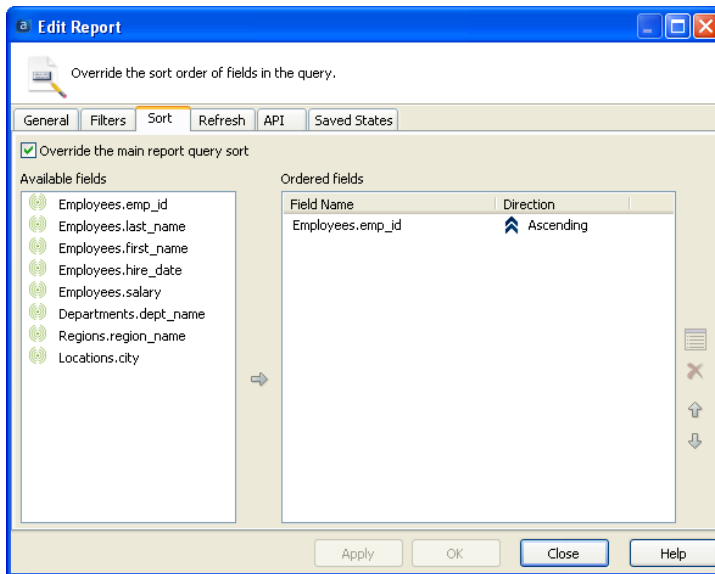 a Edit Report
Override the sort order of fields in the query.
General Filters Sort Refresh API Saved States
Override the main report query sort
Available fields
Employees.emp_id
Employees.last_name
Employees.first_name
Employees.hire_date
Employees.salary
Departments.dept_name
Regions.region_name
Locations.city
Ordered fields
Field Name Direction
Employees.emp_id Ascending
Apply OK Close Help